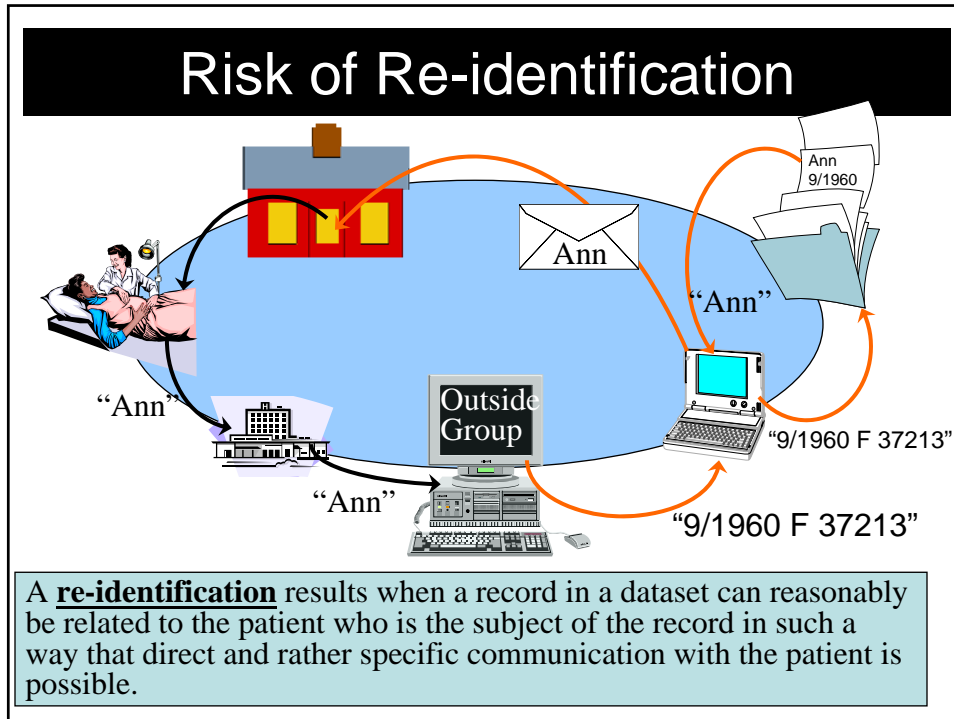 Risk of Re-identification
Ann
9/1960
Ann
“Ann”
“Ann”
Outside
Group
“9/1960 F 37213”
“Ann”
“9/1960 F 37213”
A re-identification results when a record in a dataset can reasonably
be related to the patient who is the subject of the record in such a
way that direct and rather specific communication with the patient is
possible.